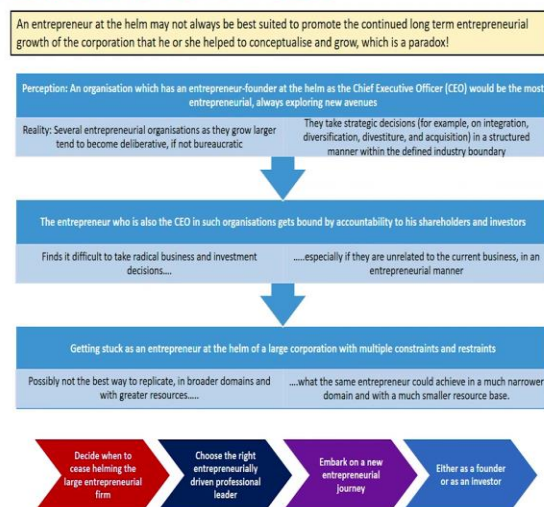 An entrepreneur at the helm may not always be best suited to promote the continued long term entrepreneurial
growth of the corporation that he or she helped to conceptualise and grow, which is a paradox!
Perception: An organisation which has an entrepreneur-founder at the helm as the Chief Executive Officer (CEO) would be the most
entrepreneurial, always exploring new avenues
Reality: Several entrepreneurial organisations as they grow larger
tend to become deliberative, if not bureaucratic
They take strategic decisions (for example, on integration,
diversification, divestiture, and acquisition) in a structured
manner within the defined industry boundary
The entrepreneur who is also the CEO in such organisations gets bound by accountability to his shareholders and investors
Finds it difficult to take radical business and investment
decisions....
.....especially if they are unrelated to the current business, in an
entrepreneurial manner
Getting stuck as an entrepreneur at the helm of a large corporation with multiple constraints and restraints
Possibly not the best way to replicate, in broader domains and
with greater resources.....
....what the same entrepreneur could achieve in a much narrower
domain and with a much smaller resource base.
Decide when to
cease helming the
large entrepreneurial
firm
Choose the right
entrepreneurially
driven professional
leader
Embark on a new
entrepreneurial
journey
Either as a founder
or as an investor